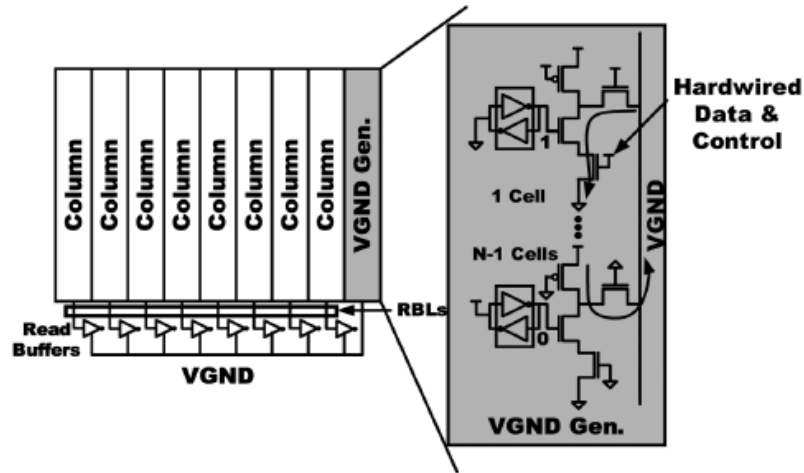 Column
Column
Column
Column
Column
Column
Column
Column
VGND Gen.
RBLs
Read
Buffers
VGND
Hardwired
Data &
Control
1
1 Cell
VGND
N-1 Cells
0
VGND Gen.